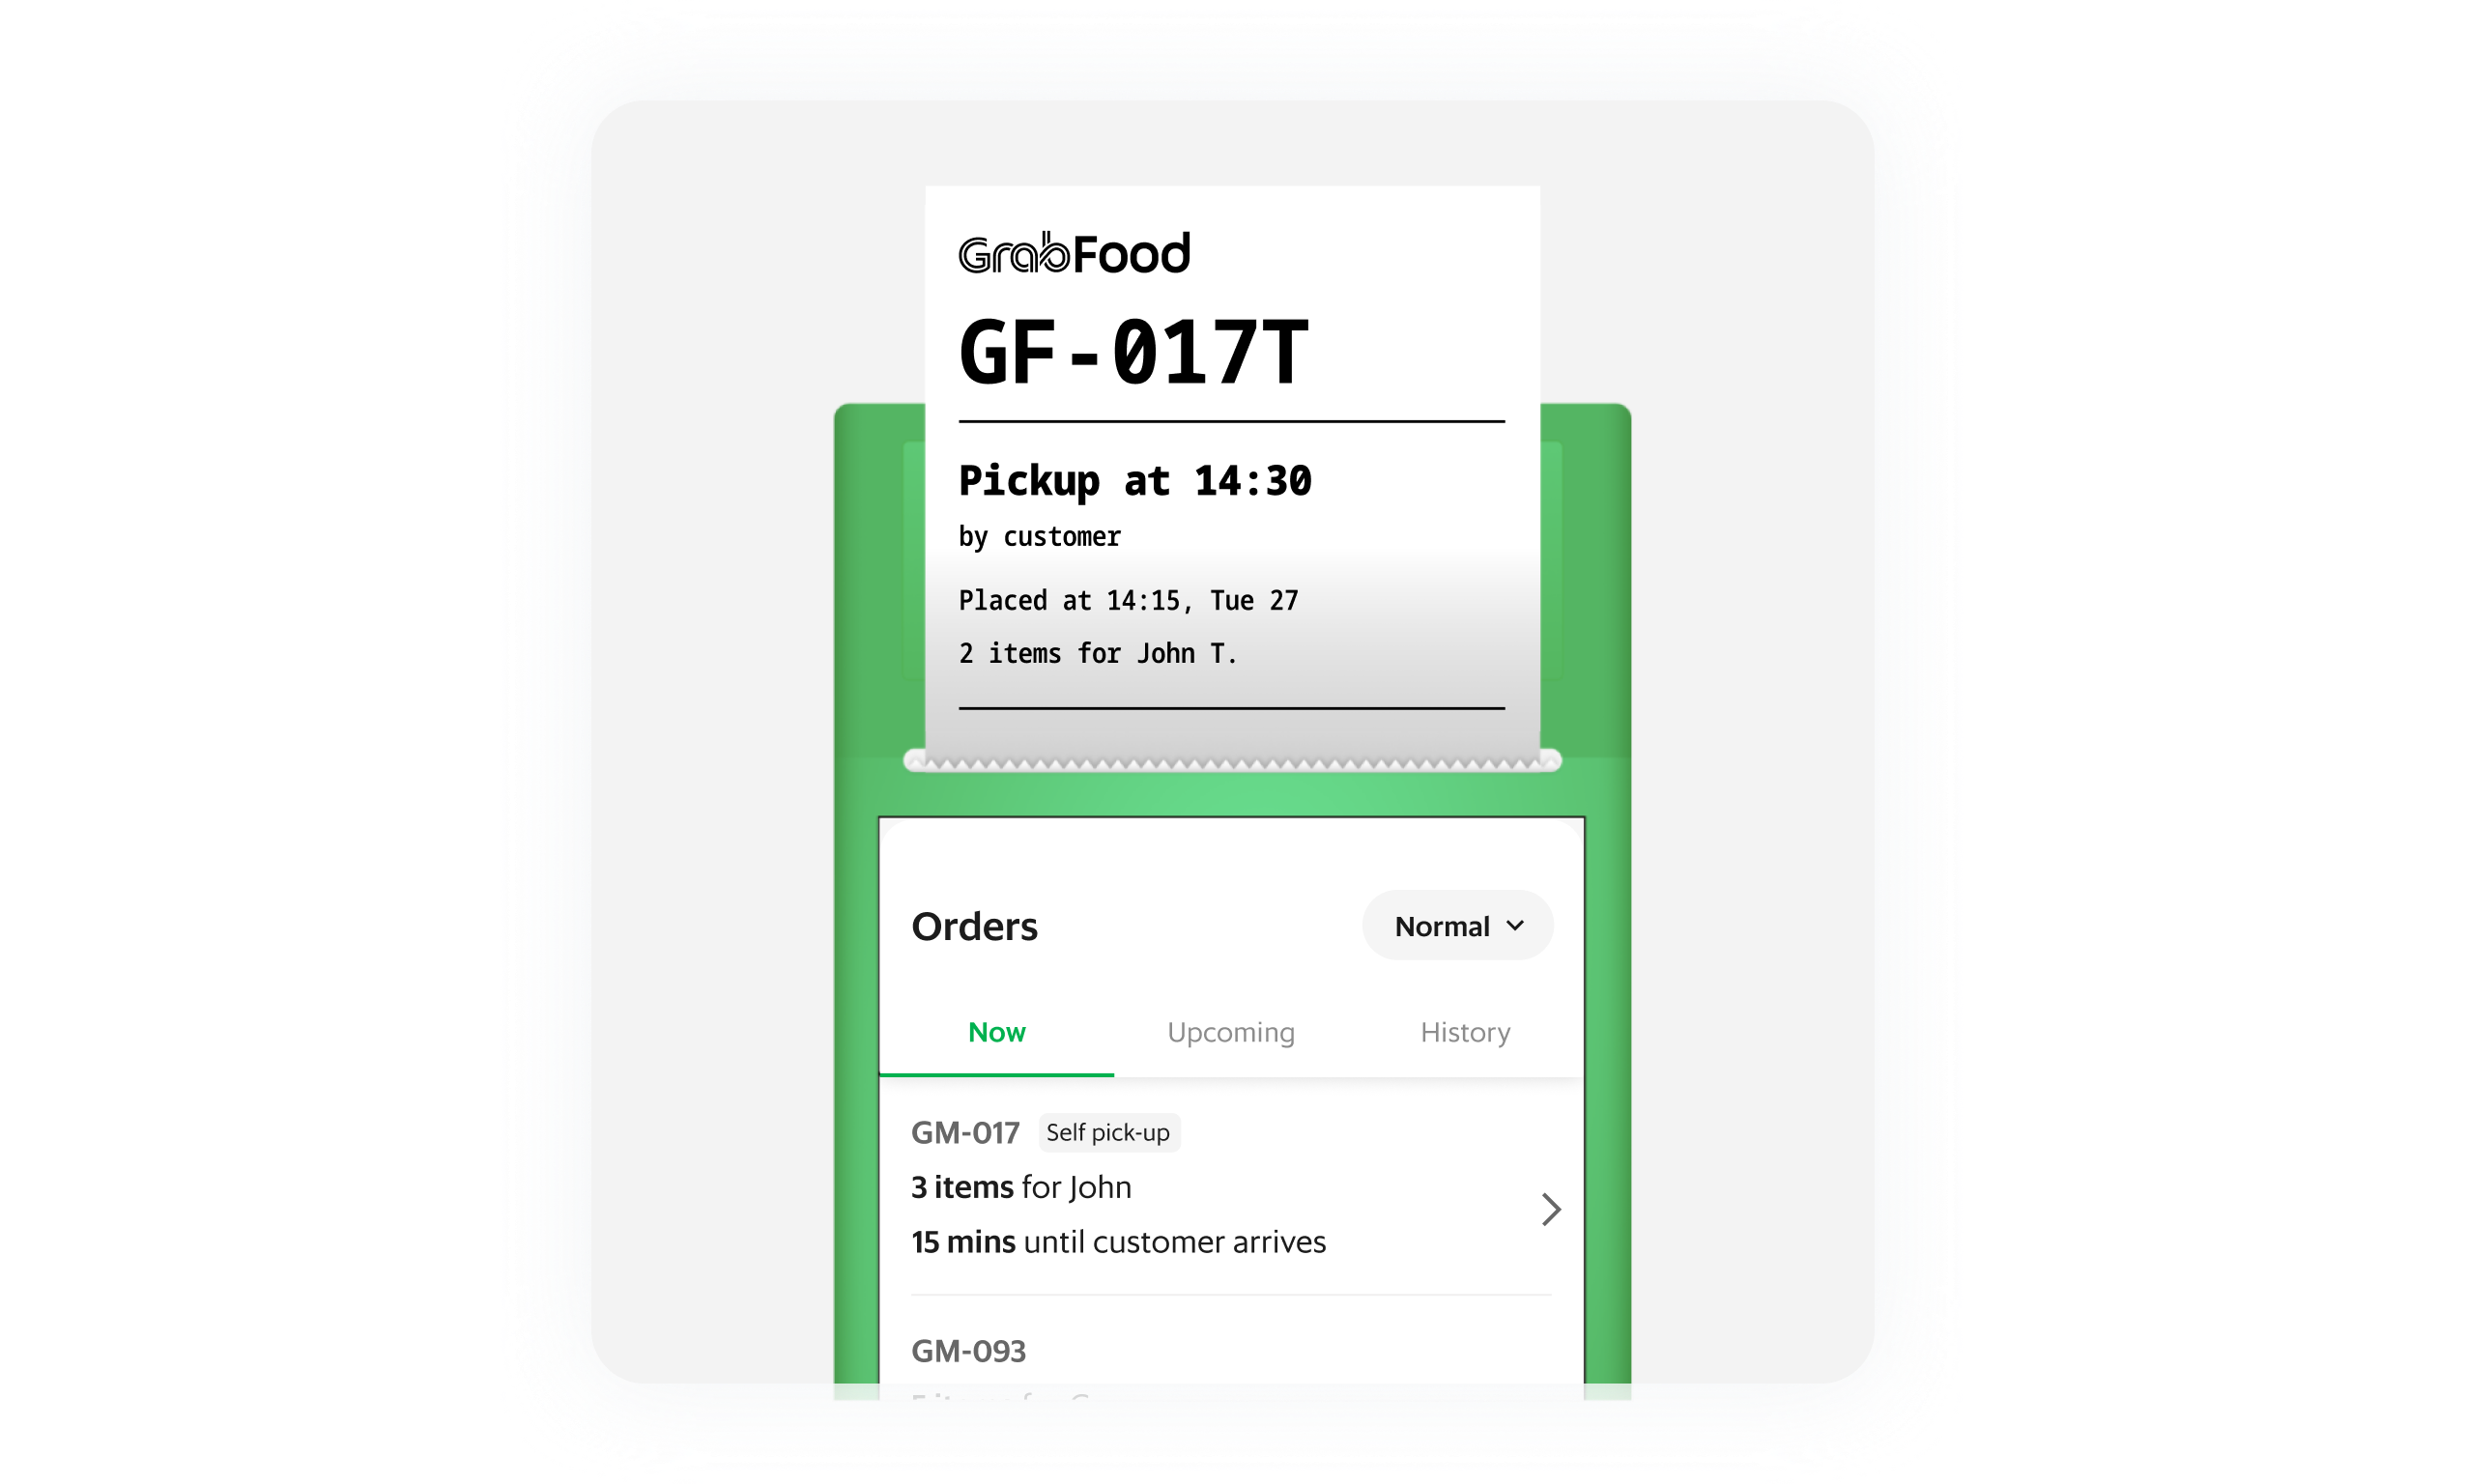 GrabFood
GF-017T
Pickup at 14:30
by customer
Placed at 14:15, Tue 27
2 items for John T.
Orders
Normal
Now
Upcoming
History
GM-017
Self pick-up
3 items for John
15 mins until customer arrives
GM-093